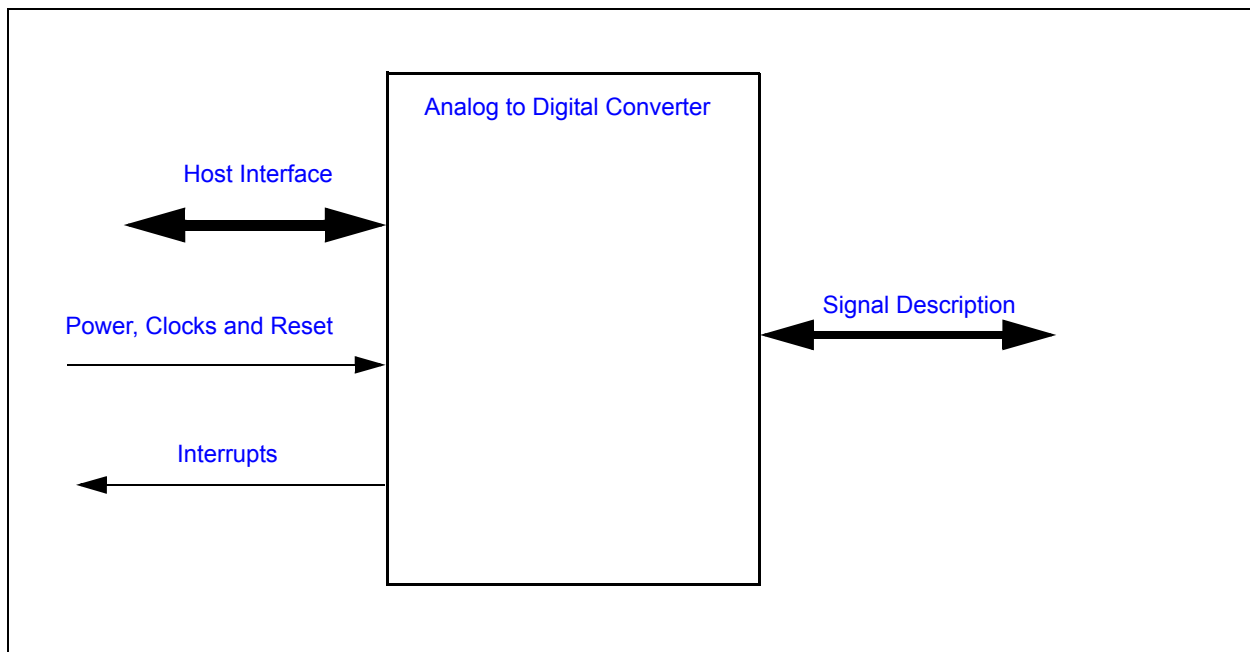 Analog to Digital Converter
Host Interface
Signal Description
Power, Clocks and Reset
Interrupts